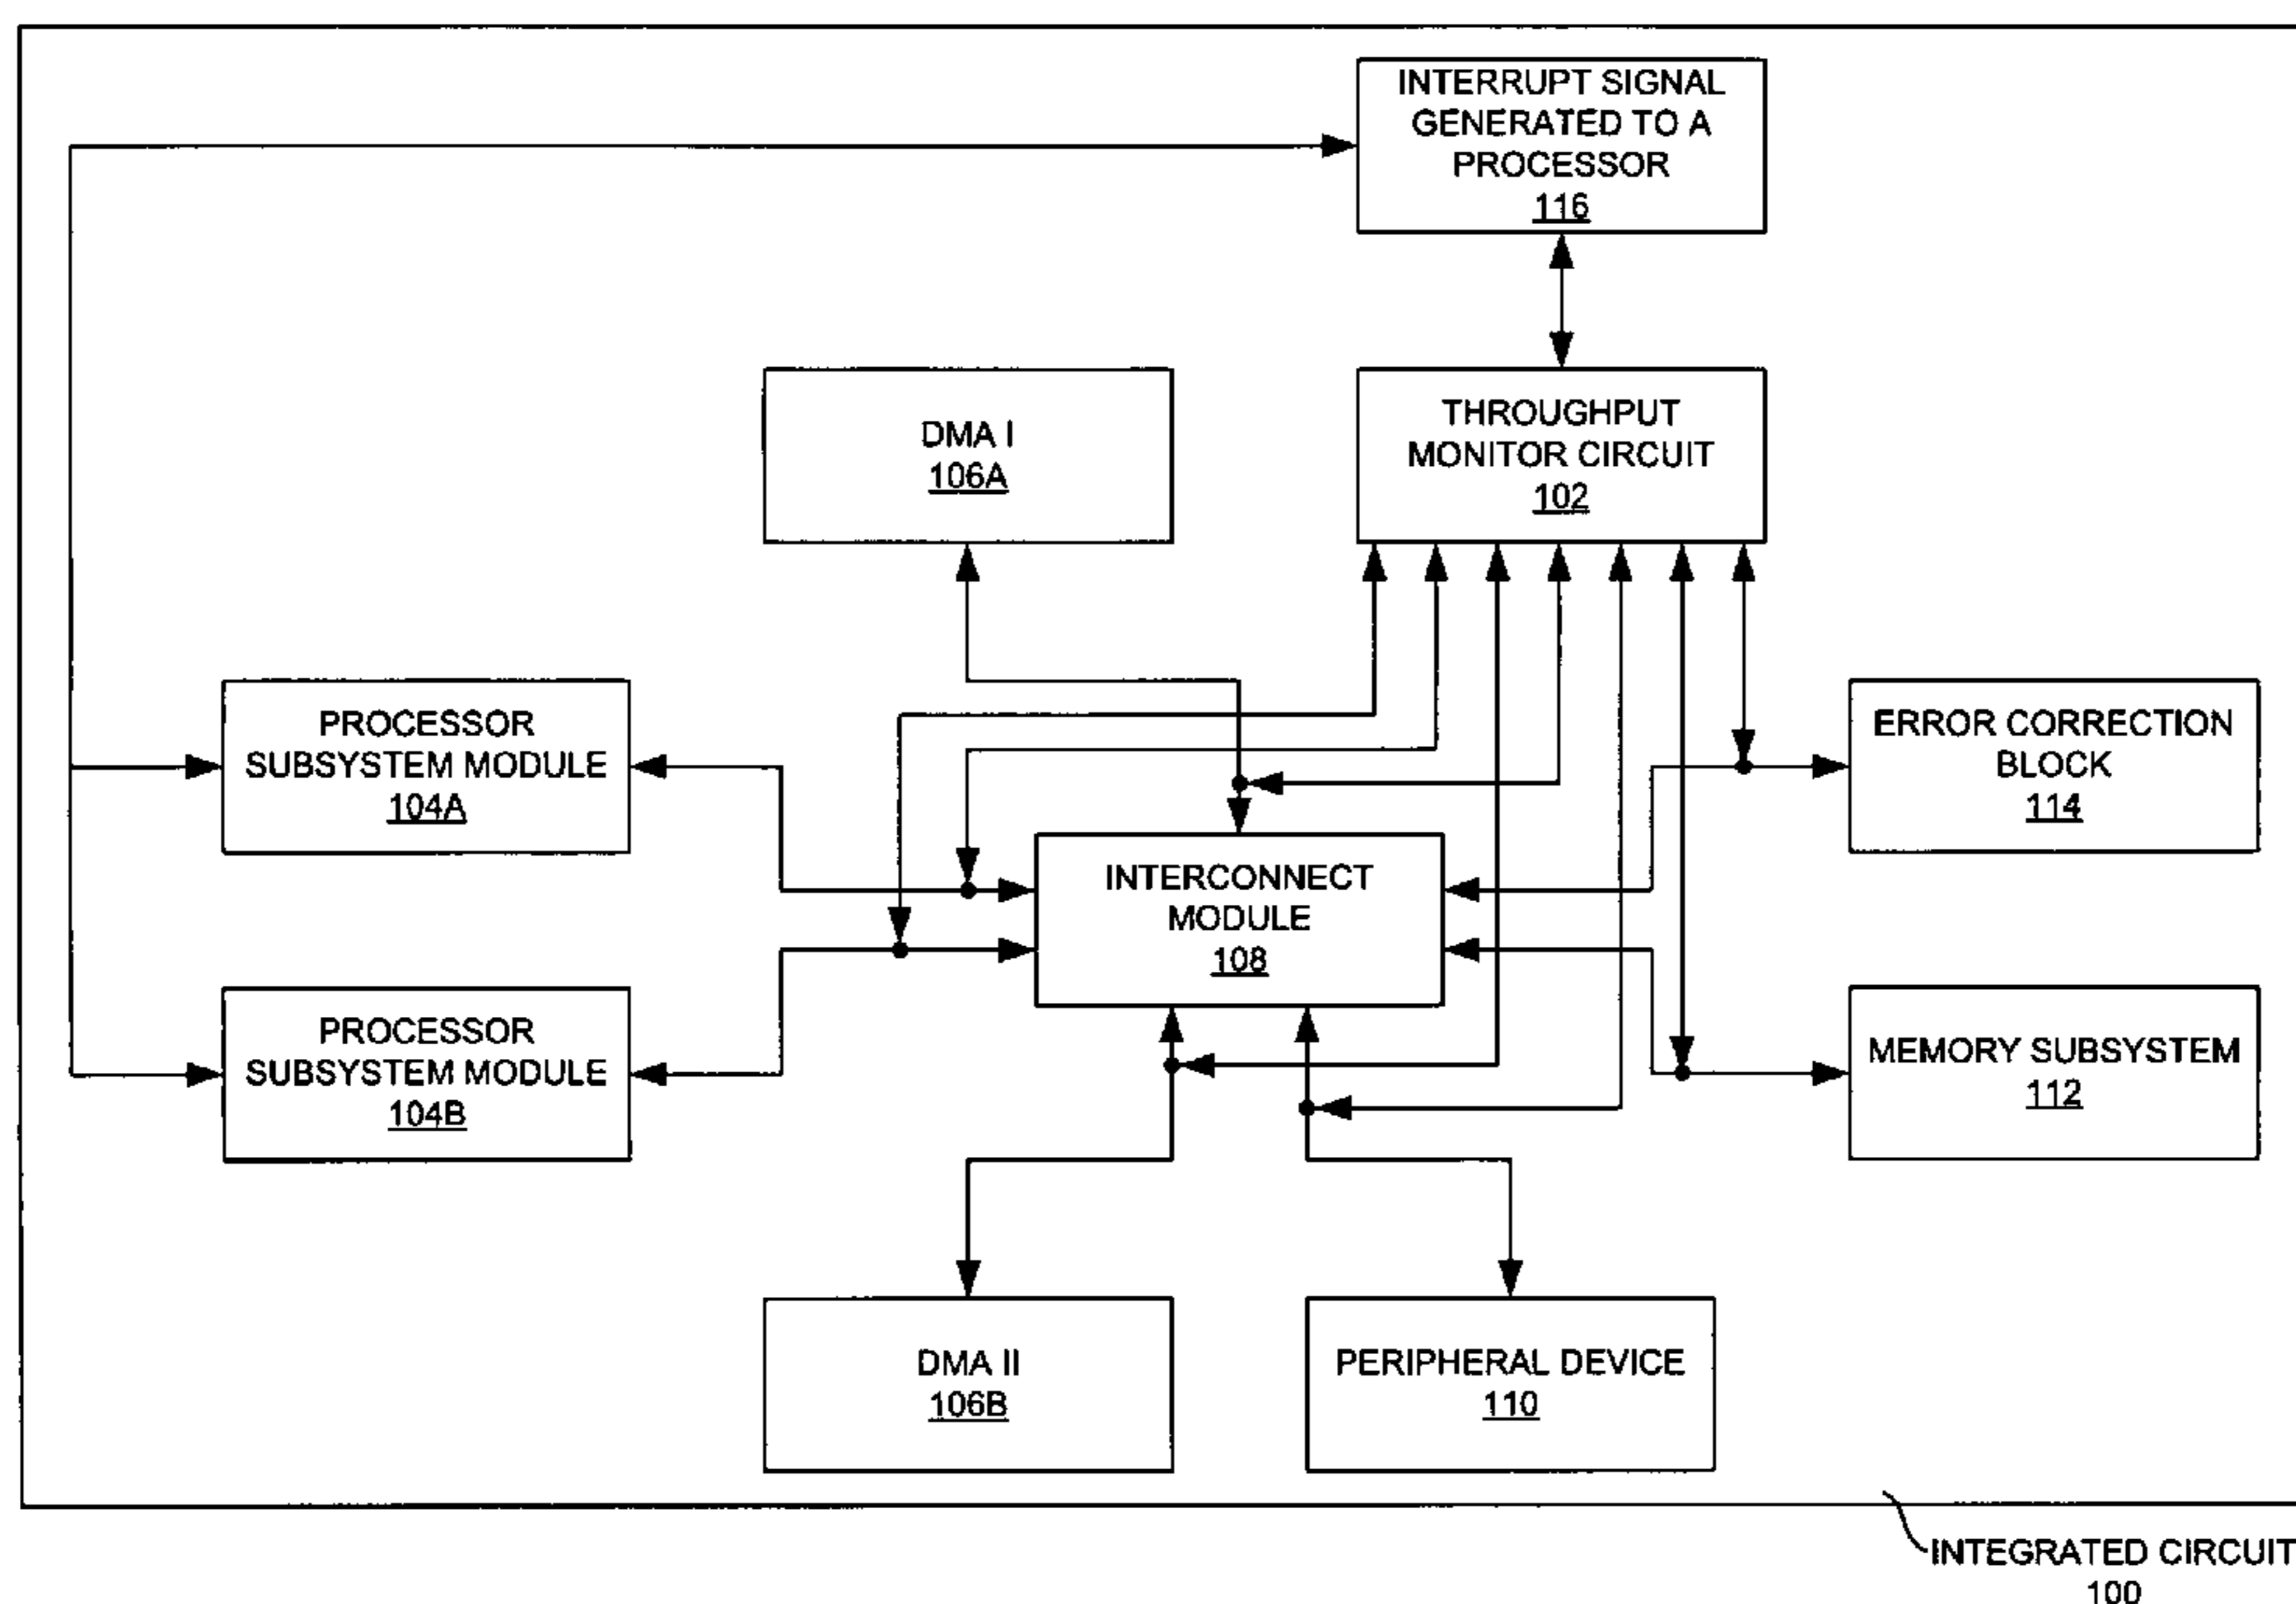 INTERRUPT SIGNAL
GENERATED TO A
PROCESSOR
116
DMA I
106A
THROUGHPUT
MONITOR CIRCUIT
102
PROCESSOR
SUBSYSTEM MODULE
104A
ERROR CORRECTION
BLOCK
114
INTERCONNECT
MODULE
108
PROCESSOR
SUBSYSTEM MODULE
104B
MEMORY SUBSYSTEM
112
DMA II
106B
PERIPHERAL DEVICE
110
INTEGRATED CIRCUIT
100